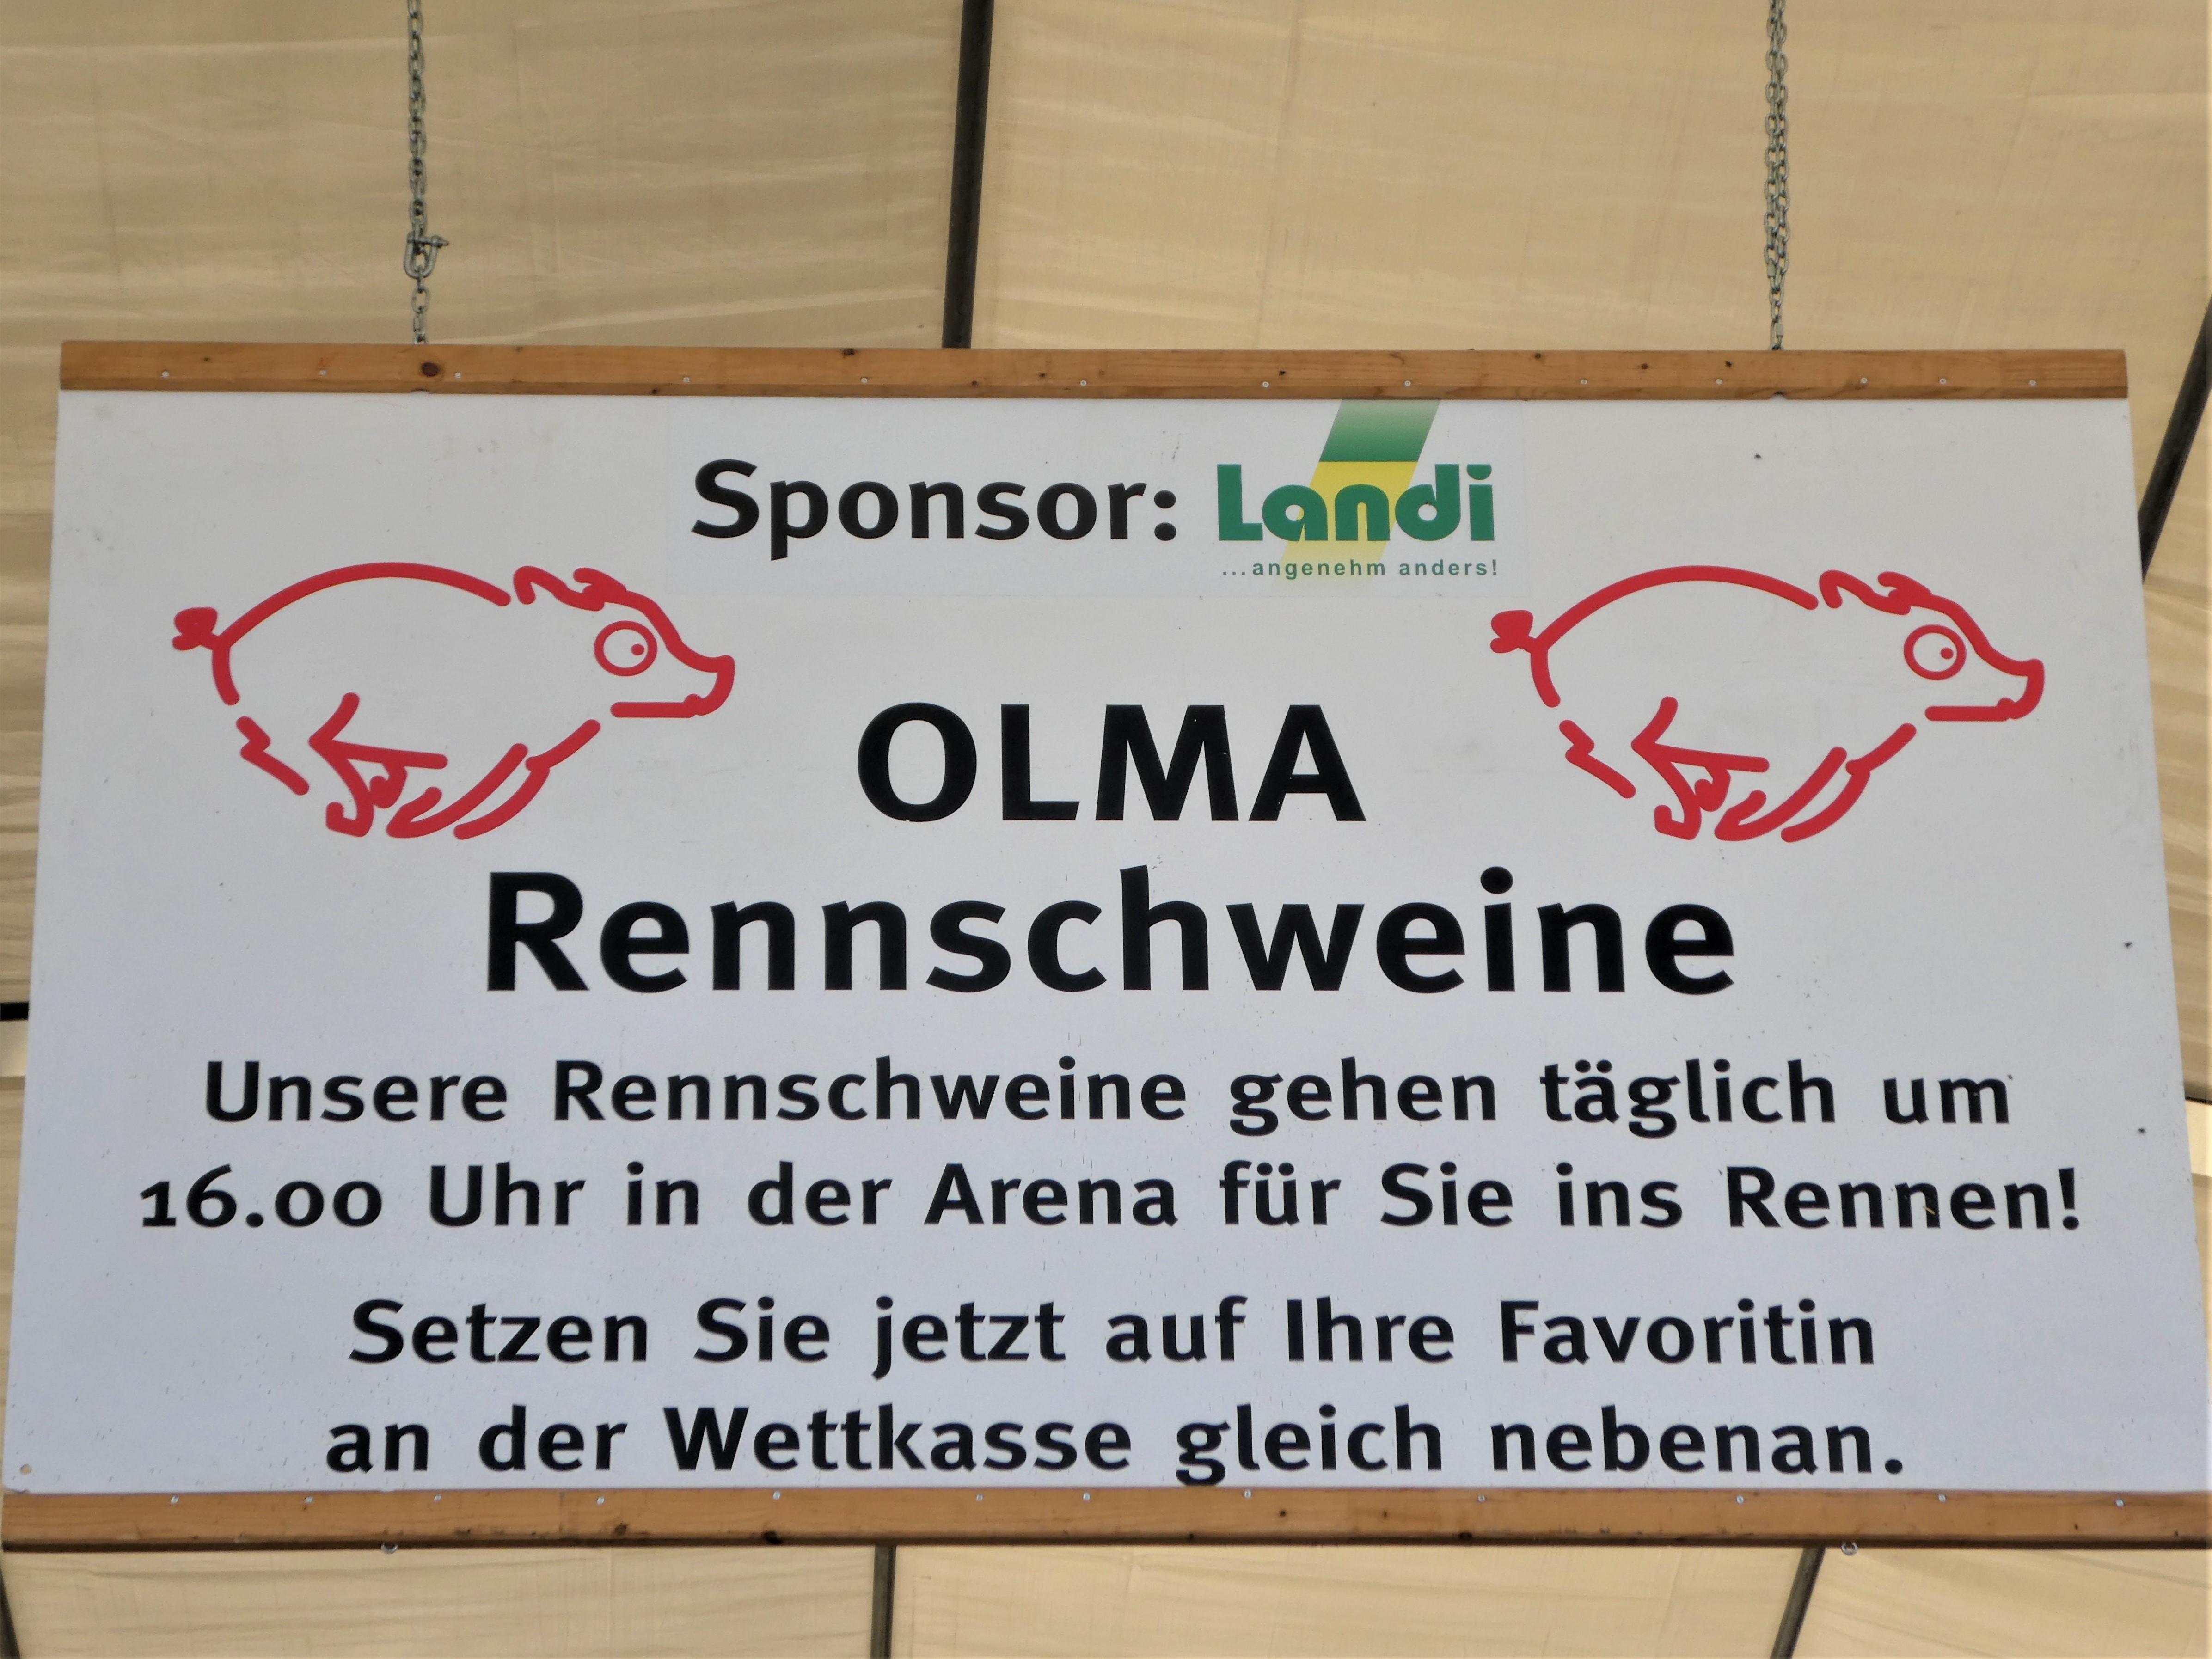 Sponsor: Landi
...angenehm anders!
OLMA
Rennschweine
Unsere Rennschweine gehen täglich um
16.00 Uhr in der Arena für Sie ins Rennen!
Setzen Sie jetzt auf Ihre Favoritin
an der Wettkasse gleich nebenan.